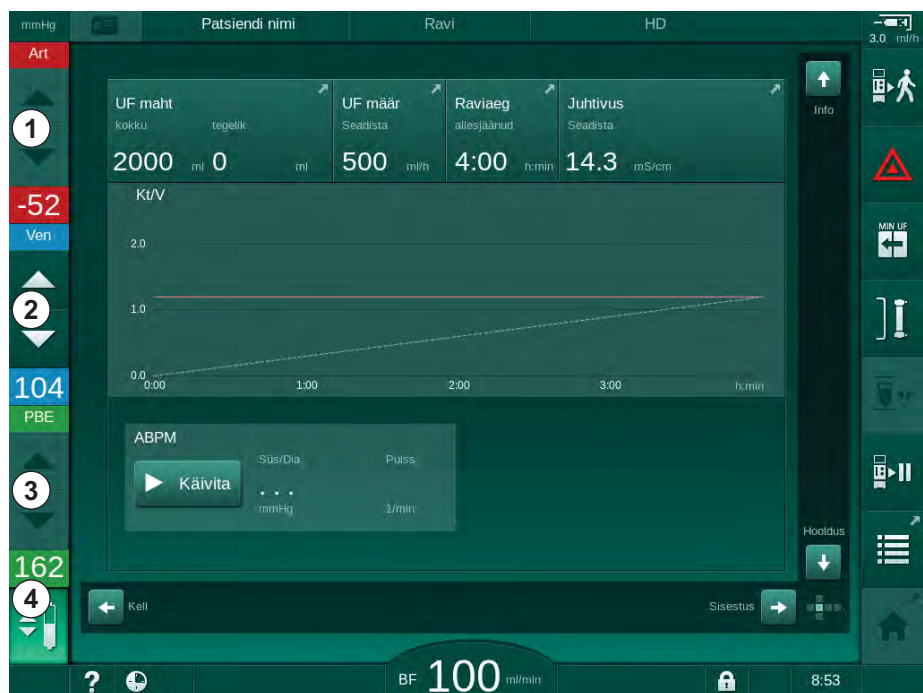 mmHg Patsiendi nimi Ravi HD 3.0 ml/h
Art
1
-52
Ven
2
104
PBE
3
162
4
UF maht
kokku tegelik
2000 ml 0 ml
UF määr
Seadista
500 ml/h
Raviaeg
allesjäänud
4:00 h:min
Juhtivus
Seadista
14.3 mS/cm
Kt/V
2.0
1.0
0.0
0:00 1:00 2:00 3:00 h:min
ABPM
Käivita
Süs/Dia
. . .
mmHg
Pulss
1/min
Info
Hooldus
Kell
Sisestus
MIN UF
? BF 100 ml/min 8:53